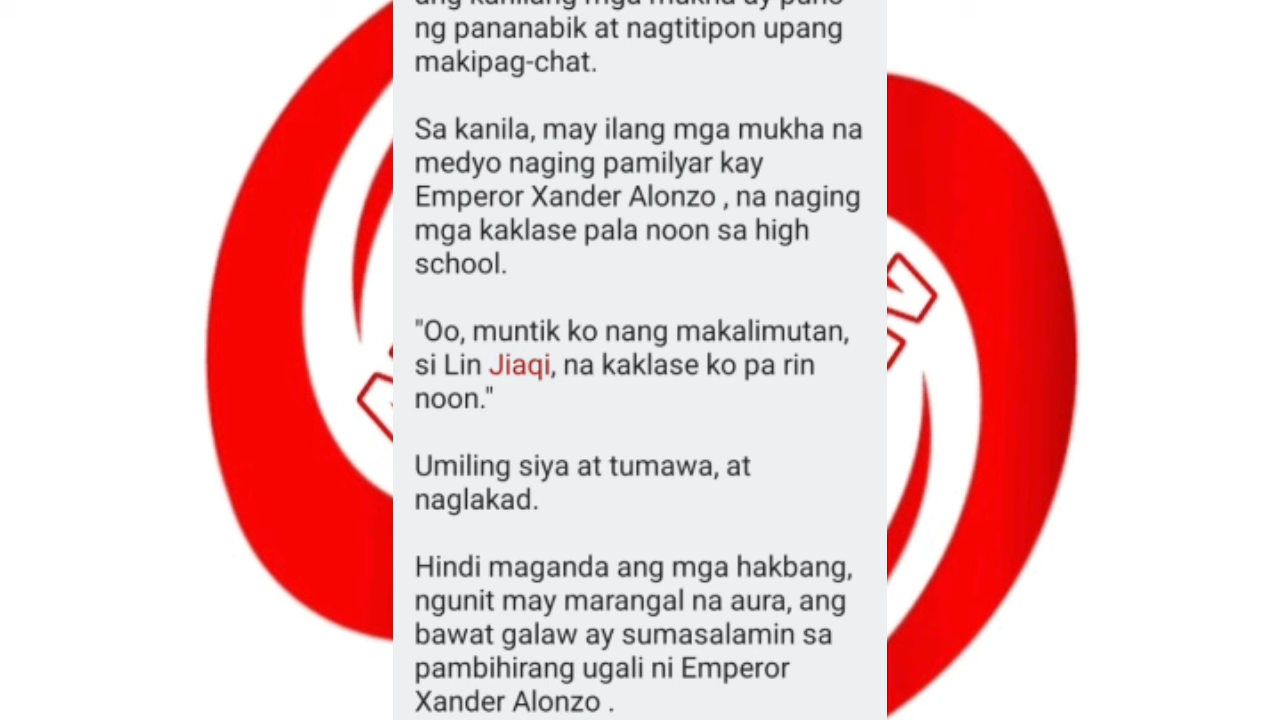 ng pananabik at nagtitipon upang
makipag-chat.
Sa kanila, may ilang mga mukha na
medyo naging pamilyar kay
Emperor Xander Alonzo , na naging
mga kaklase pala noon sa high
school.
"Oo, muntik ko nang makalimutan,
si Lin Jiaqi, na kaklase ko pa rin
noon."
Umiling siya at tumawa, at
naglakad.
Hindi maganda ang mga hakbang,
ngunit may marangal na aura, ang
bawat galaw ay sumasalamin sa
pambihirang ugali ni Emperor
Xander Alonzo .